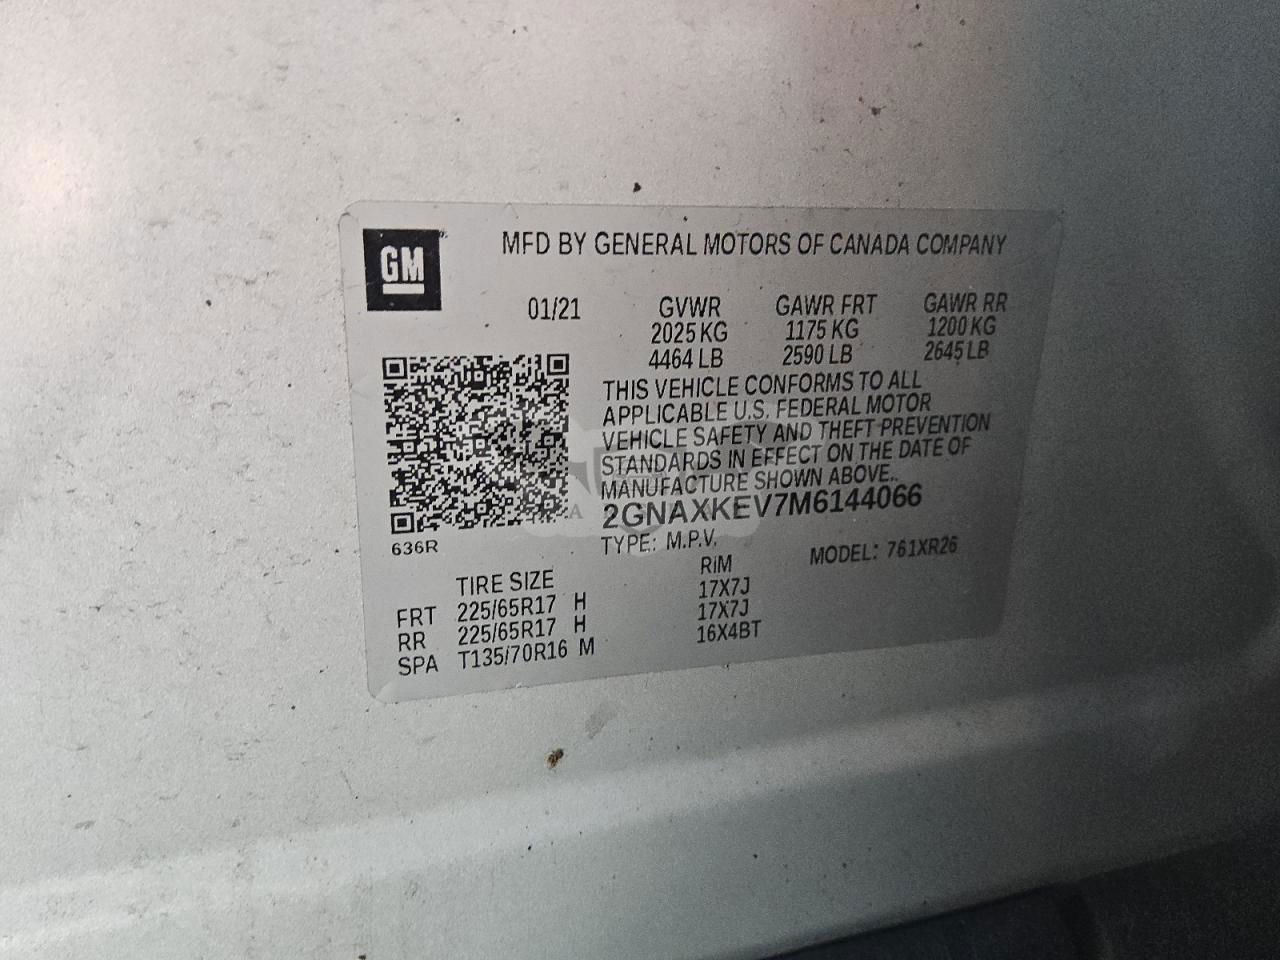 GM
MFD BY GENERAL MOTORS OF CANADA COMPANY
01/21 GVWR GAWR FRT GAWR RR
2025 KG 1175 KG 1200 KG
4464 LB 2590 LB 2645 LB
THIS VEHICLE CONFORMS TO ALL
APPLICABLE U.S. FEDERAL MOTOR
VEHICLE SAFETY AND THEFT PREVENTION
STANDARDS IN EFFECT ON THE DATE OF
MANUFACTURE SHOWN ABOVE.
2GNAXKEV7M6144066
636R
TYPE: M.P.V. MODEL: 761XR26
TIRE SIZE RIM
FRT 225/65R17 H 17X7J
RR 225/65R17 H 17X7J
SPA T135/70R16 M 16X4BT